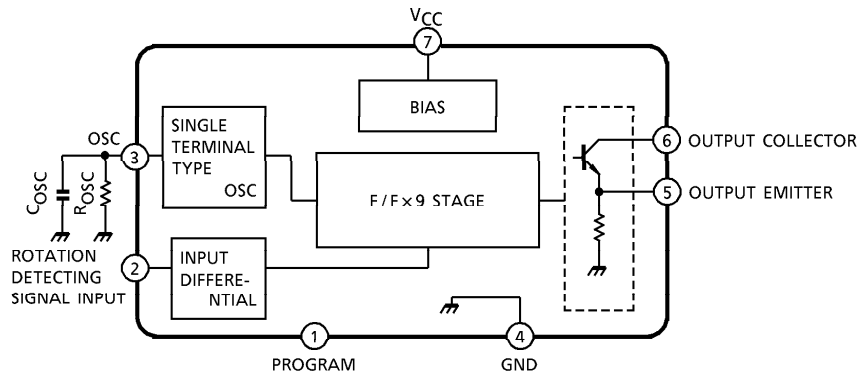 VCC
7
BIAS
SINGLE
TERMINAL
TYPE
OSC
OSC
3
COSC
ROSC
6
OUTPUT COLLECTOR
5
OUTPUT EMITTER
F/F×9 STAGE
ROTATION
DETECTING
SIGNAL INPUT
2
INPUT
DIFFERE-
NTIAL
1
PROGRAM
4
GND